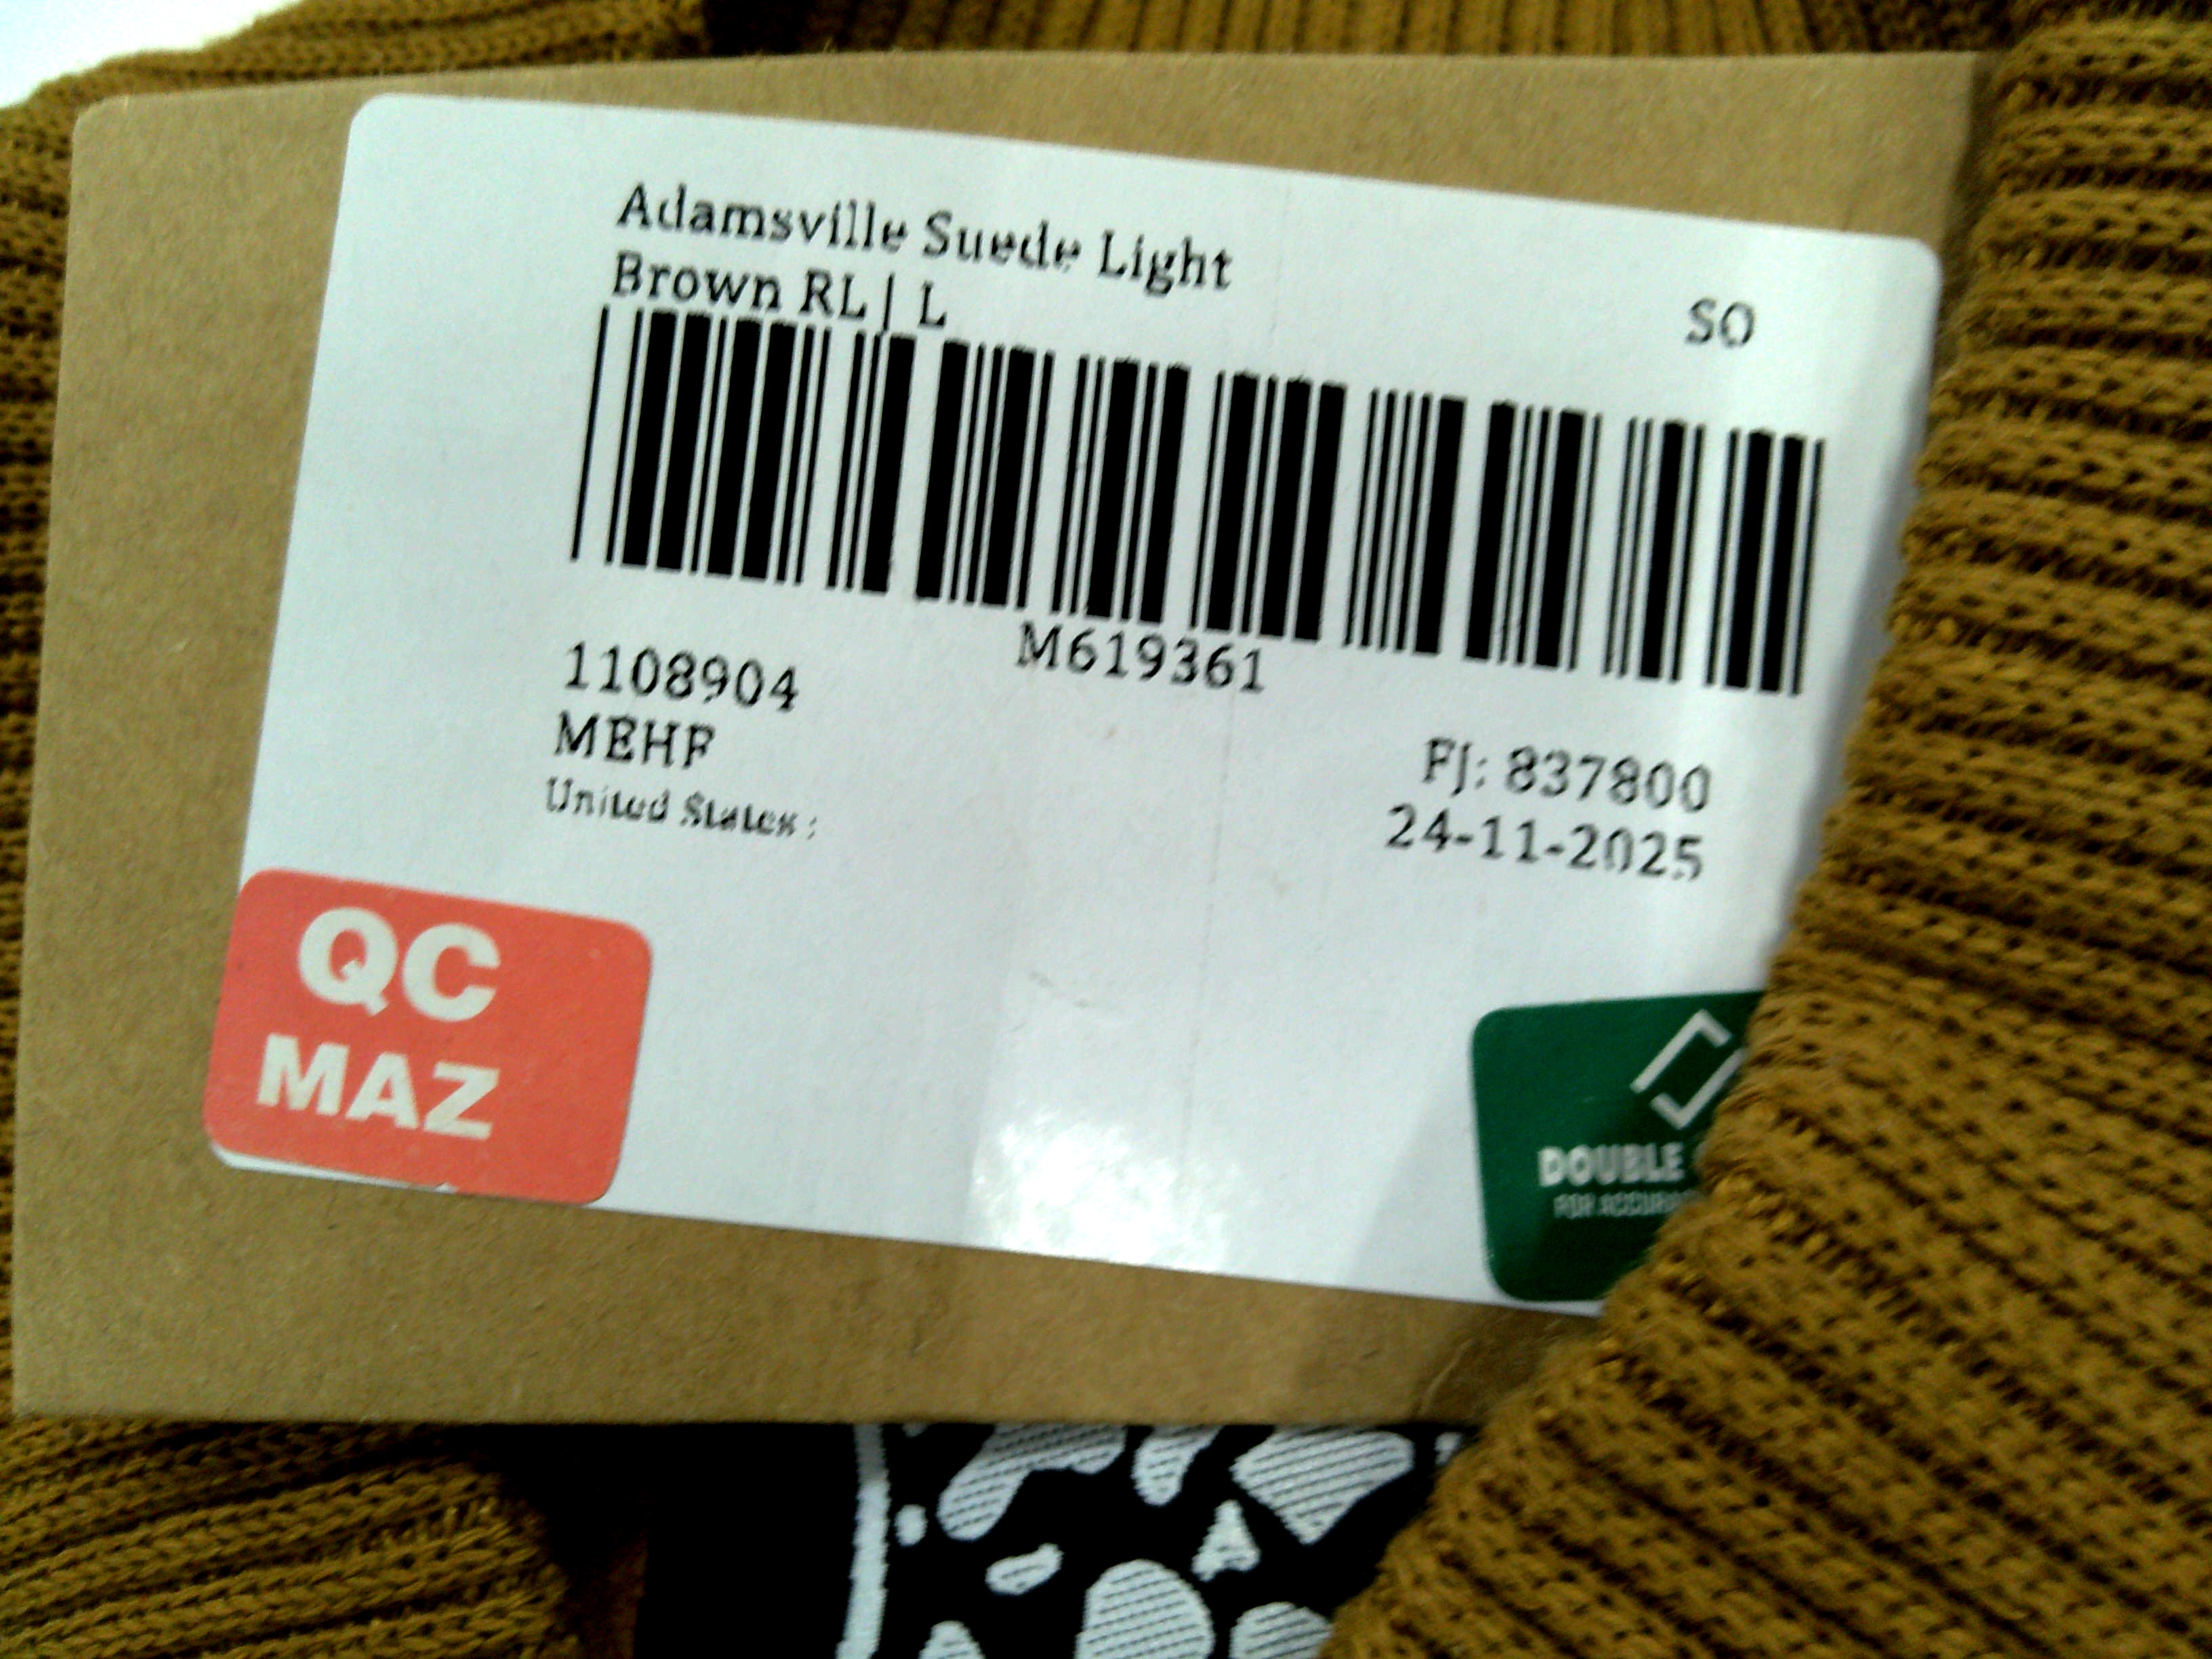 Adamsville Suede Light
Brown RL | L
SO
M619361
1108904
MEHF
United States :
FJ: 837800
24-11-2025
QC
MAZ
DOUBLE
FOR